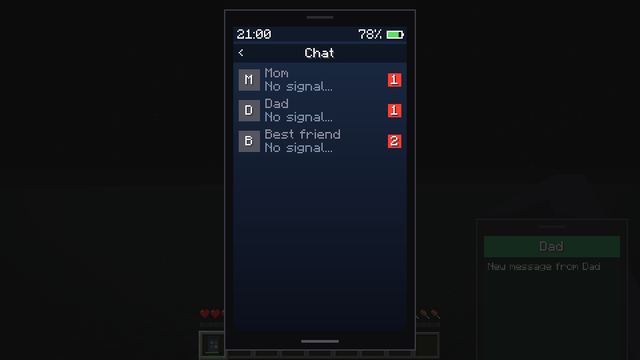 21:00 78%
< Chat
M Mom 1
No signal...
D Dad 1
No signal...
B Best friend 2
No signal...
Dad
New message from Dad